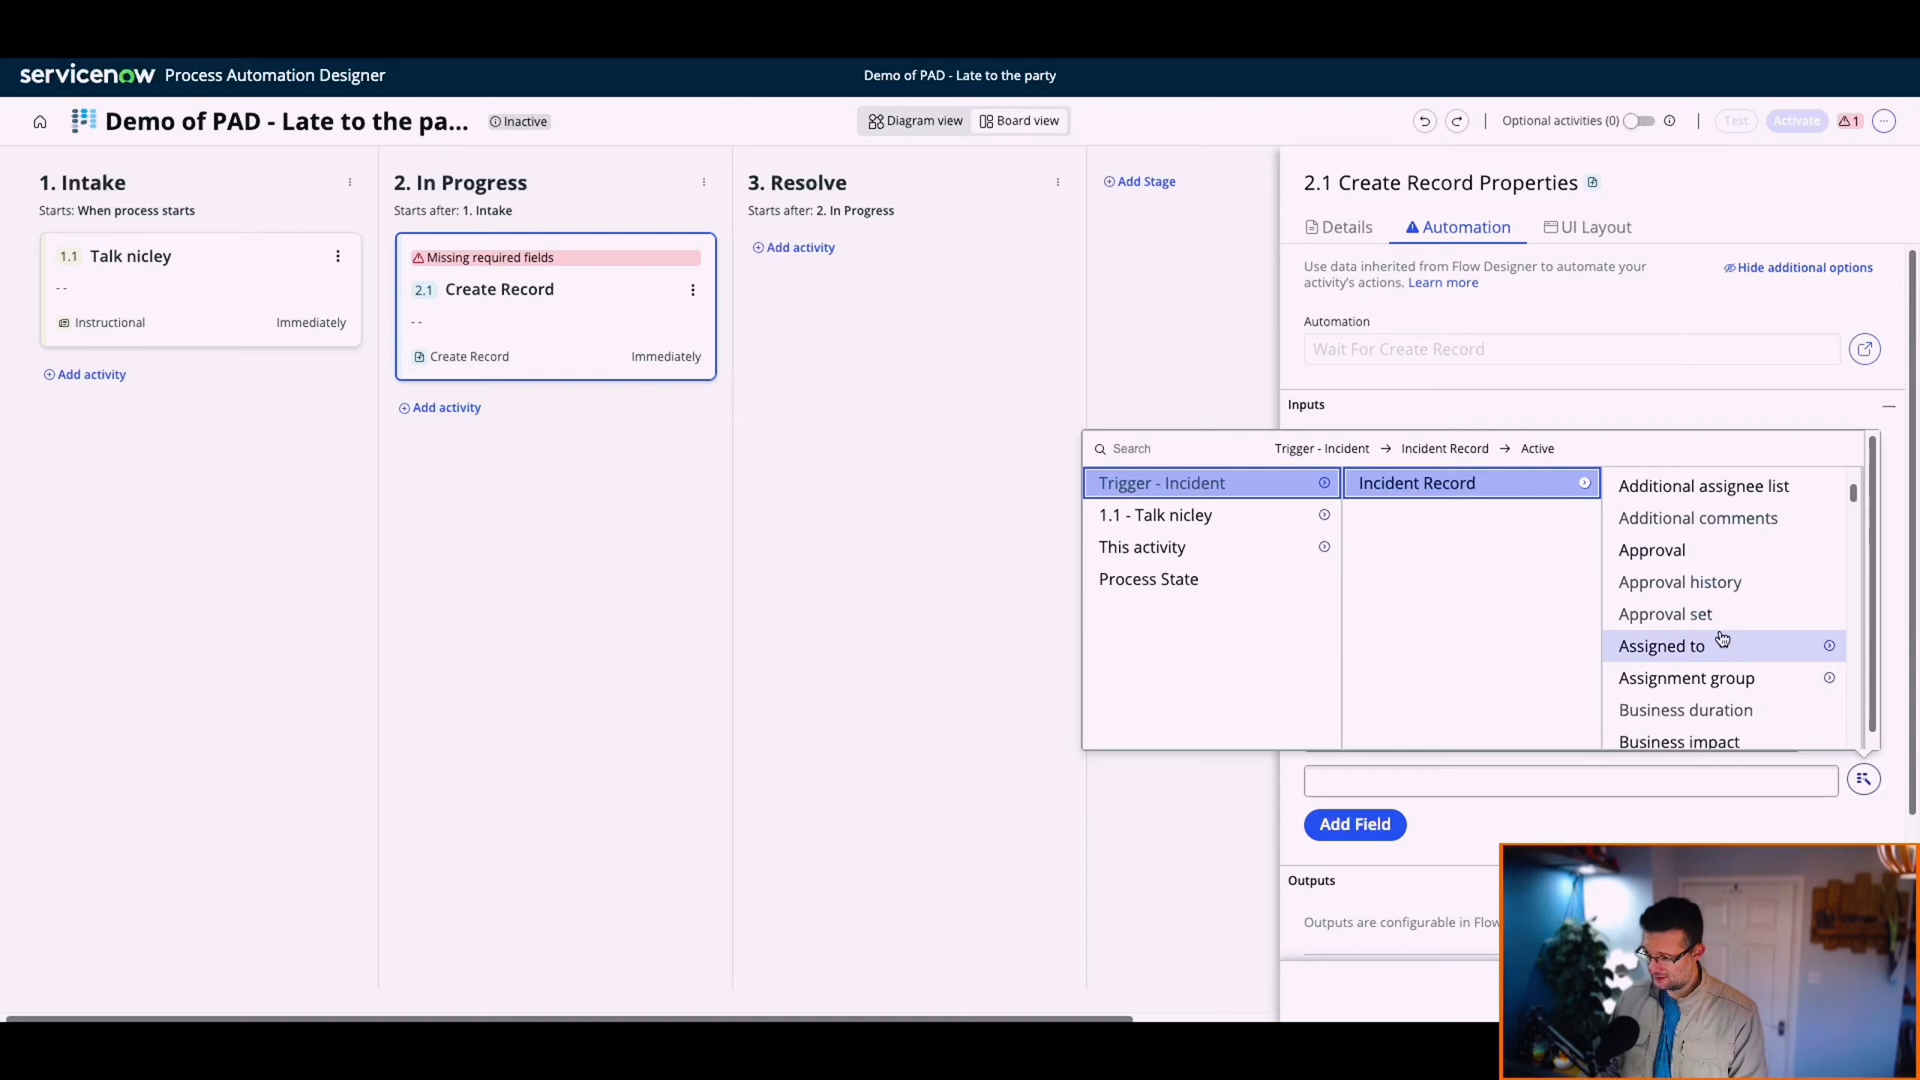 servicenow Process Automation Designer
Demo of PAD - Late to the party
Demo of PAD - Late to the pa...
Inactive
Diagram view
Board view
Optional activities (0)
Test
Activate
1
1. Intake
Starts: When process starts
1.1 Talk nicley
- -
Instructional
Immediately
Add activity
2. In Progress
Starts after: 1. Intake
Missing required fields
2.1 Create Record
- -
Create Record
Immediately
Add activity
3. Resolve
Starts after: 2. In Progress
Add activity
Add Stage
2.1 Create Record Properties
Details
Automation
UI Layout
Use data inherited from Flow Designer to automate your
activity's actions. Learn more
Hide additional options
Automation
Wait For Create Record
Inputs
Search
Trigger - Incident → Incident Record → Active
Trigger - Incident
1.1 - Talk nicley
This activity
Process State
Incident Record
Additional assignee list
Additional comments
Approval
Approval history
Approval set
Assigned to
Assignment group
Business duration
Business impact
Add Field
Outputs
Outputs are configurable in Flow